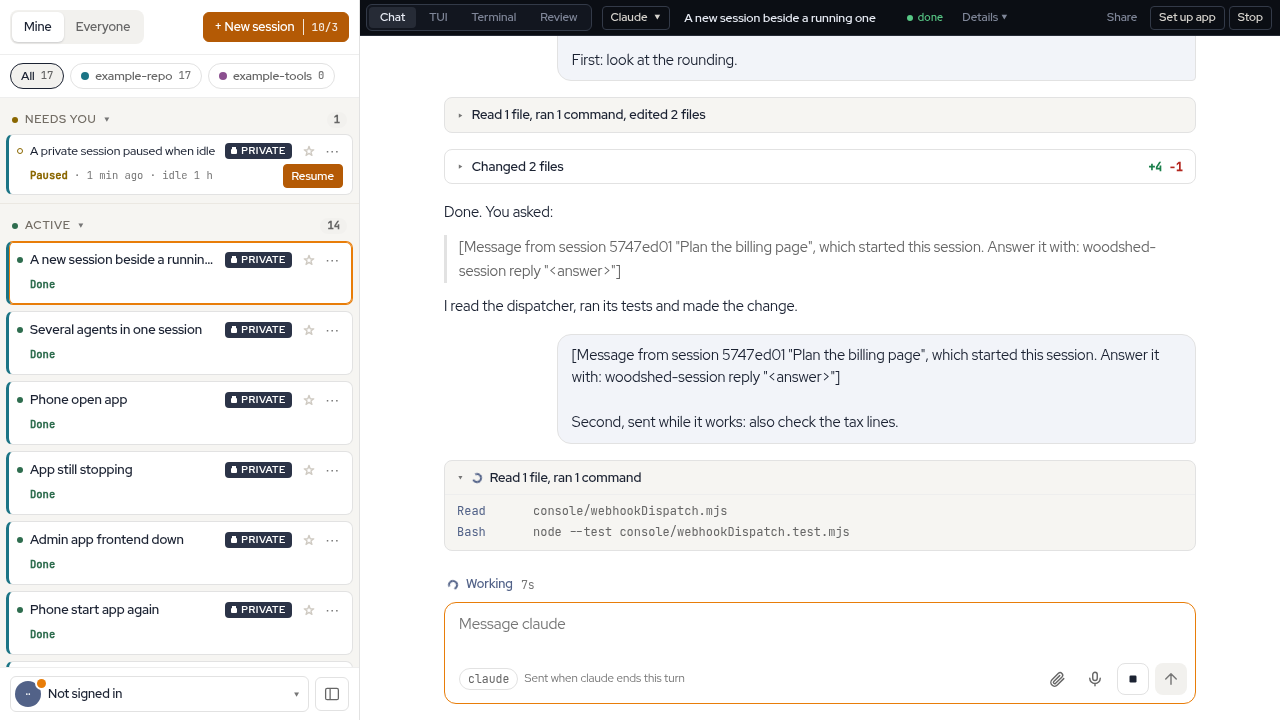 Mine
Everyone
+ New session 10/3
All 17
example-repo 17
example-tools 0
NEEDS YOU ▾ 1
A private session paused when idle PRIVATE
Paused · 1 min ago · idle 1 h
Resume
ACTIVE ▾ 14
A new session beside a runnin... PRIVATE
Done
Several agents in one session PRIVATE
Done
Phone open app PRIVATE
Done
App still stopping PRIVATE
Done
Admin app frontend down PRIVATE
Done
Phone start app again PRIVATE
Done
Not signed in
Chat TUI Terminal Review
Claude ▾
A new session beside a running one
done
Details ▾
Share
Set up app
Stop
First: look at the rounding.
Read 1 file, ran 1 command, edited 2 files
Changed 2 files +4 -1
Done. You asked:
[Message from session 5747ed01 "Plan the billing page", which started this session. Answer it with: woodshed-
session reply "<answer>"]
I read the dispatcher, ran its tests and made the change.
[Message from session 5747ed01 "Plan the billing page", which started this session. Answer it
with: woodshed-session reply "<answer>"]
Second, sent while it works: also check the tax lines.
Read 1 file, ran 1 command
Read console/webhookDispatch.mjs
Bash node --test console/webhookDispatch.test.mjs
Working 7s
Message claude
claude Sent when claude ends this turn